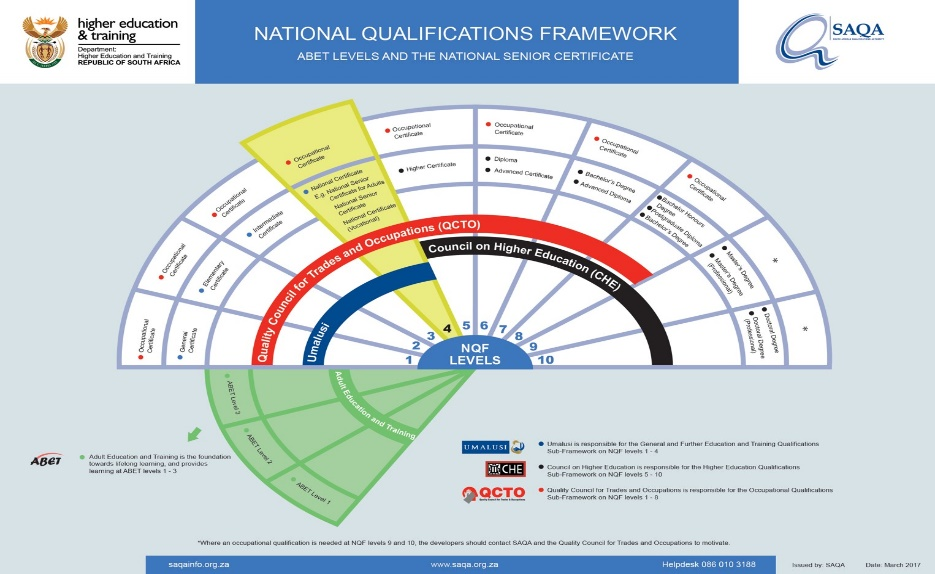 higher education
& training
Department:
Higher Education and Training
REPUBLIC OF SOUTH AFRICA
NATIONAL QUALIFICATIONS FRAMEWORK
ABET LEVELS AND THE NATIONAL SENIOR CERTIFICATE
SAQA
Occupational
Certificate
General
Certificate
Occupational
Certificate
Elementary
Certificate
Occupational
Certificate
Intermediate
Certificate
Occupational
Certificate
National Certificate
E.g. National Senior
Certificate for Adults
National Senior
Certificate
National Certificate
(Vocational)
Occupational
Certificate
Higher Certificate
Occupational
Certificate
Diploma
Advanced Certificate
Occupational
Certificate
Bachelor's Degree
Advanced Diploma
Occupational
Certificate
Bachelor Honours
Degree
Postgraduate Diploma
Bachelor's Degree
*
Master's Degree
Master's Degree
(Professional)
*
Doctoral Degree
Doctoral Degree
(Professional)
Quality Council for Trades and Occupations (QCTO)
Council on Higher Education (CHE)
Umalusi
1
2
3
4
5
6
7
8
9
10
NQF
LEVELS
Adult Education and Training
ABET Level 3
ABET Level 2
ABET Level 1
ABET
Adult Education and Training is the foundation
towards lifelong learning, and provides
learning at ABET levels 1 - 3
UMALUSI
Umalusi is responsible for the General and Further Education and Training Qualifications
Sub-Framework on NQF levels 1 - 4
CHE
Council on Higher Education is responsible for the Higher Education Qualifications
Sub-Framework on NQF levels 5 - 10
QCTO
Quality Council for Trades and Occupations is responsible for the Occupational Qualifications
Sub-Framework on NQF levels 1 -
*Where an occupational qualification is needed at NQF levels 9 and 10, the developers should contact SAQA and the Quality Council for Trades and Occupations to motivate.
saqainfo.org.za
www.saqa.org.za
Helpdesk 086 010 3188
Issued by: SAQA
Date: March 2017